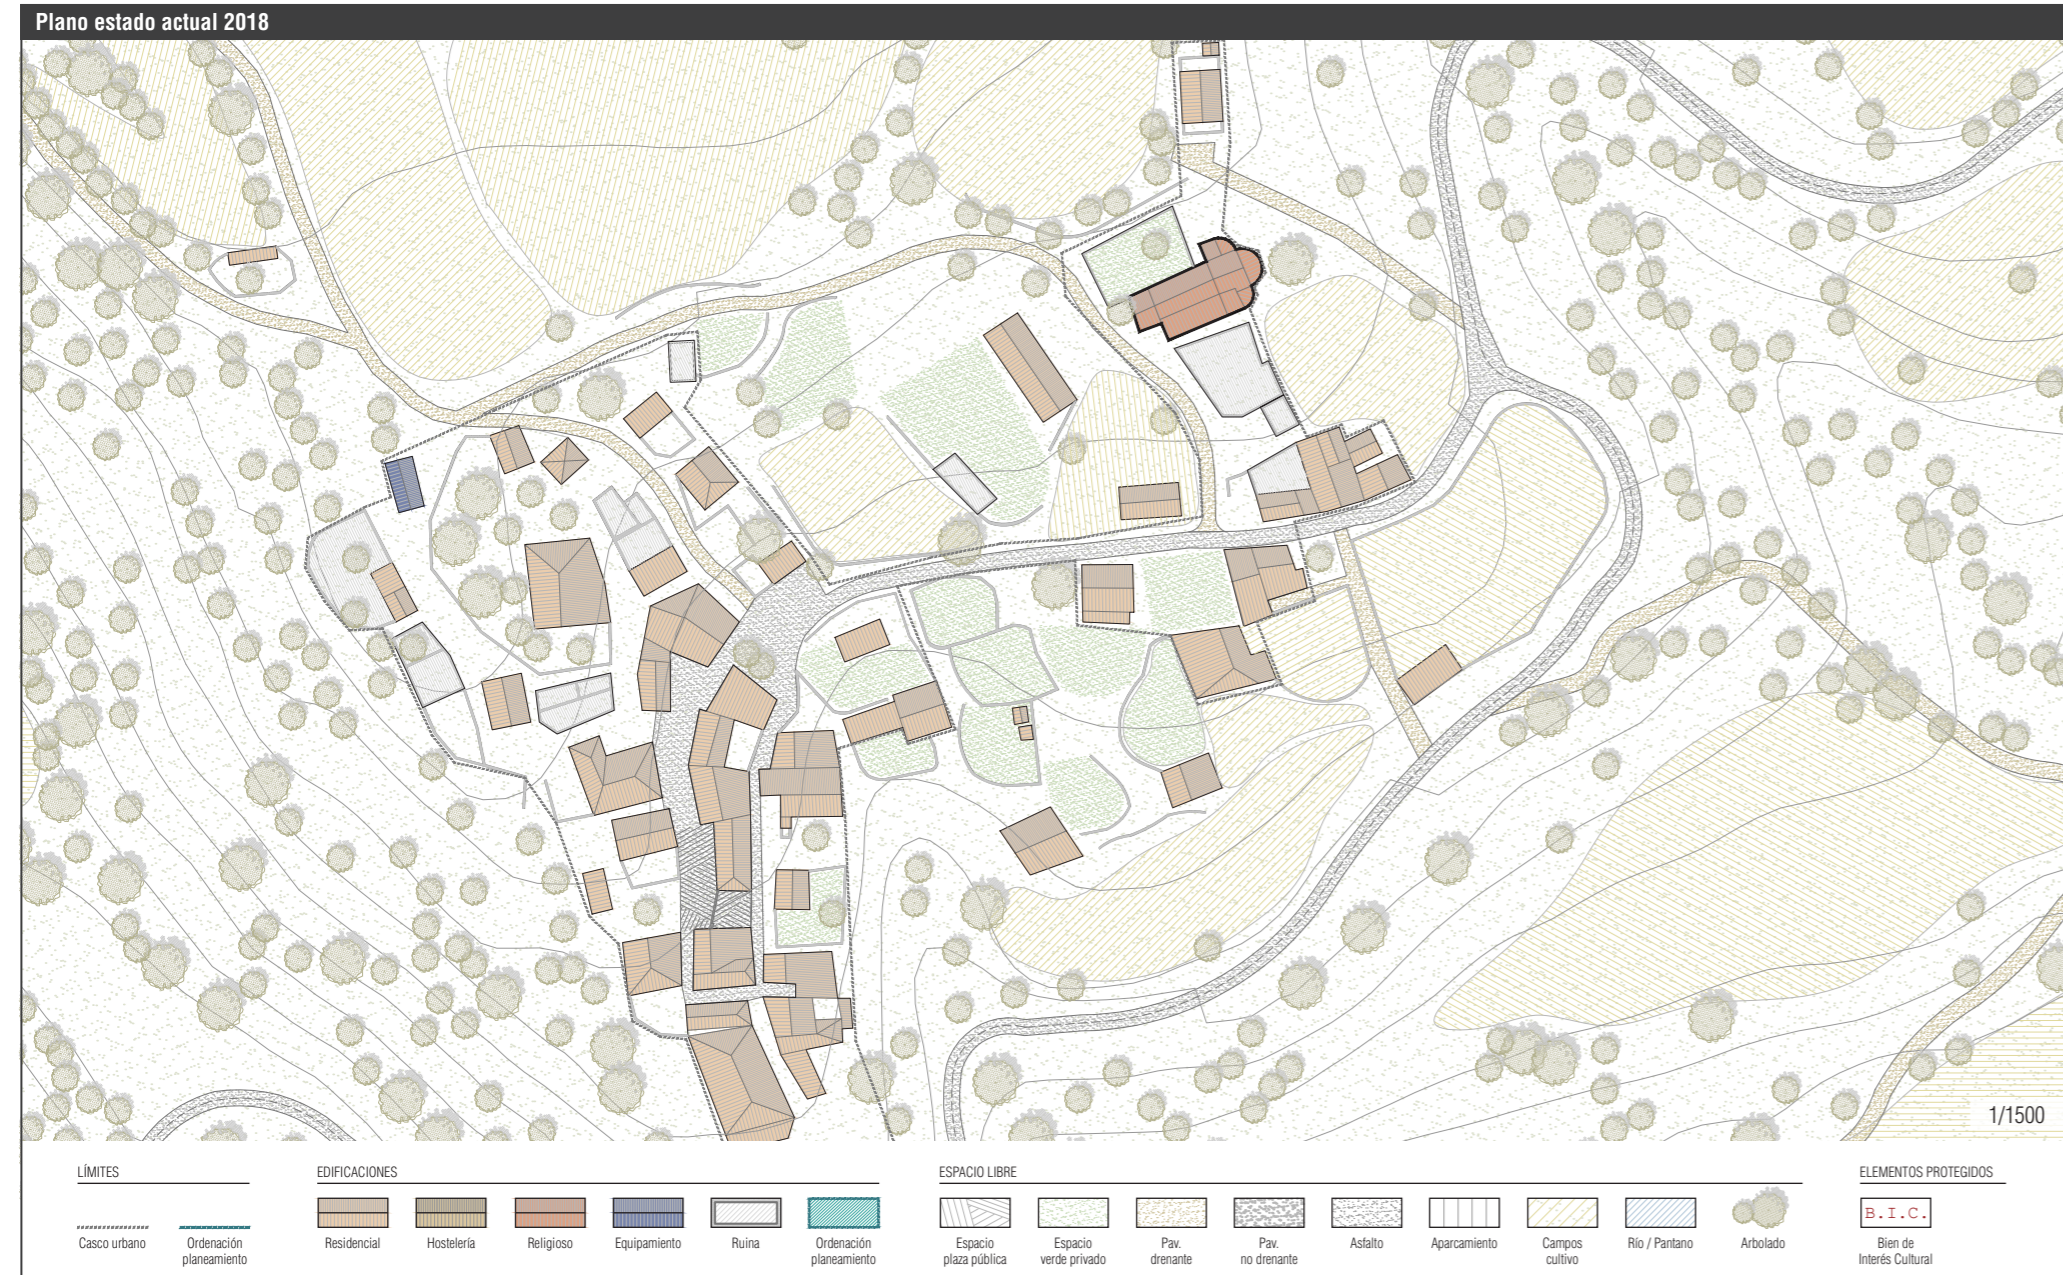 Plano estado actual 2018
1/1500
LÍMITES
Casco urbano
Ordenación
planeamiento
EDIFICACIONES
Residencial
Hostelería
Religioso
Equipamiento
Ruina
Ordenación
planeamiento
ESPACIO LIBRE
Espacio
plaza pública
Espacio
verde privado
Pav.
drenante
Pav.
no drenante
Asfalto
Aparcamiento
Campos
cultivo
Río / Pantano
Arbolado
ELEMENTOS PROTEGIDOS
B.I.C.
Bien de
Interés Cultural